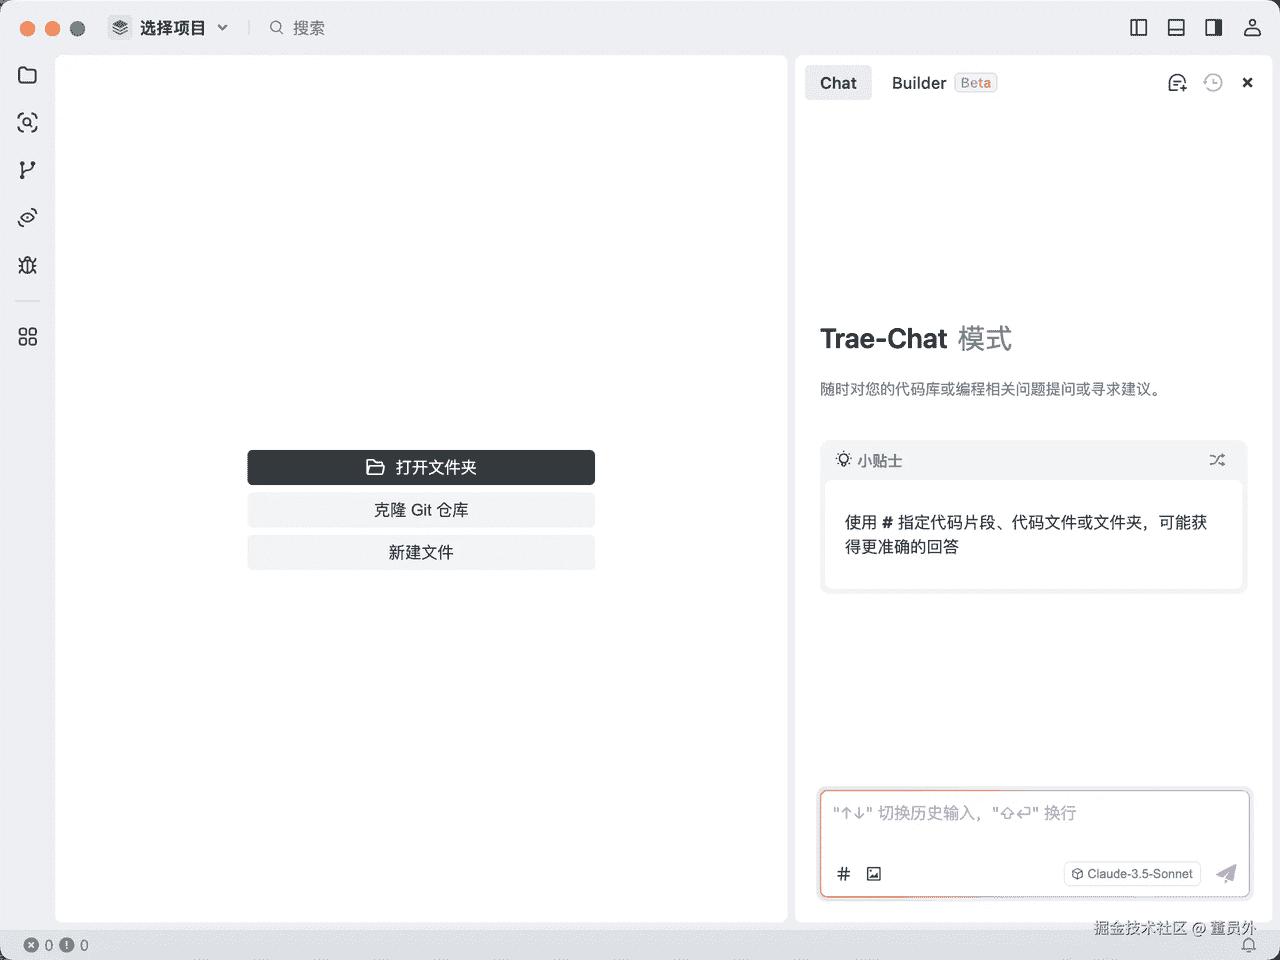 选择项目
搜索
Chat
Builder Beta
Trae-Chat 模式
随时对您的代码库或编程相关问题提问或寻求建议。
小贴士
使用 # 指定代码片段、代码文件或文件夹，可能获
得更准确的回答
打开文件夹
克隆 Git 仓库
新建文件
"↑↓" 切换历史输入，"⇧⏎" 换行
#
Claude-3.5-Sonnet
掘金技术社区 @ 董员外
0 0